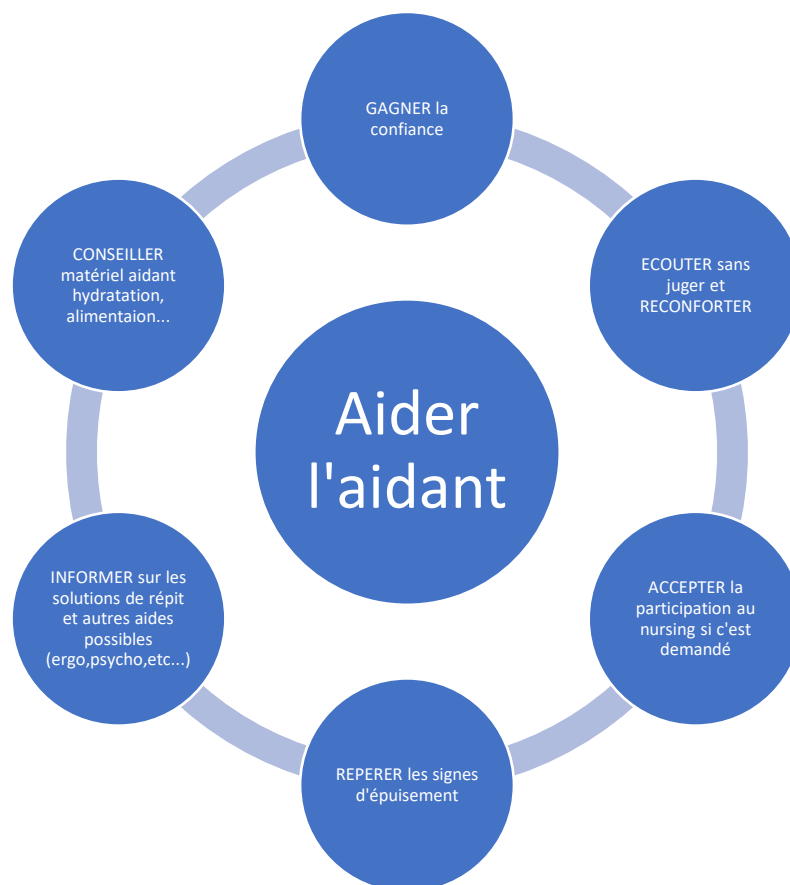 GAGNER la
confiance
ECOUTER sans
juger et
RECONFORTER
ACCEPTER la
participation au
nursing si c'est
demandé
REPERER les signes
d'épuisement
INFORMER sur les
solutions de répit
et autres aides
possibles
(ergo,psycho,etc...)
CONSEILLER
matériel aidant
hydratation,
alimentaion...
Aider
l'aidant